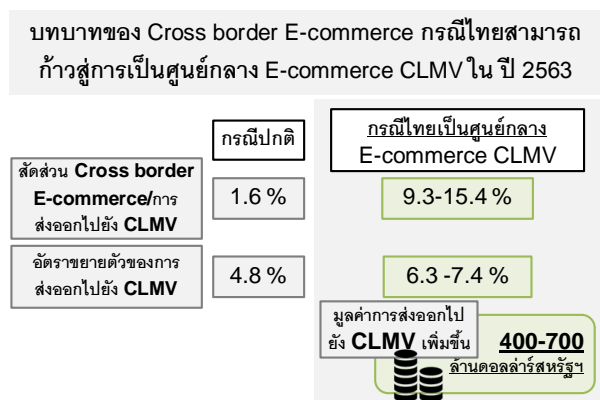 บทบาทของ Cross border E-commerce กรณีไทยสามารถ
ก้าวสู่การเป็นศูนย์กลาง E-commerce CLMV ใน ปี 2563
กรณีปกติ
กรณีไทยเป็นศูนย์กลาง
E-commerce CLMV
สัดส่วน Cross border
E-commerce/การ
ส่งออกไปยัง CLMV
1.6 %
9.3-15.4 %
อัตราขยายตัวของการ
ส่งออกไปยัง CLMV
4.8 %
6.3 -7.4 %
มูลค่าการส่งออกไป
ยัง CLMV เพิ่มขึ้น
400-700
ล้านดอลล่าร์สหรัฐฯ